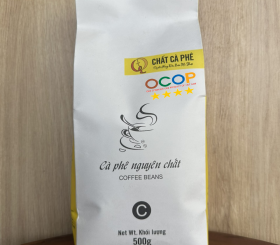 CHẤT CÀ PHÊ
OCOP
Cà phê nguyên chất
COFFEE BEANS
C
Net Wt. Khối lượng
500g